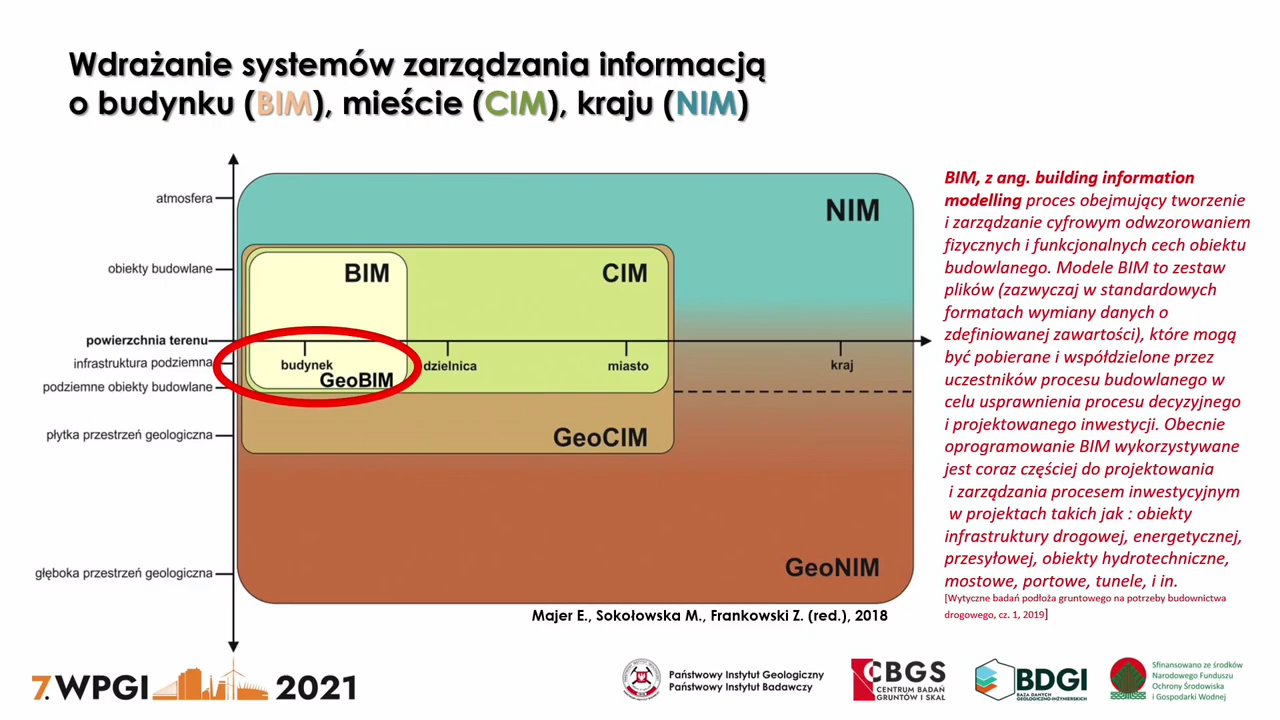 Wdrażanie systemów zarządzania informacją
o budynku (BIM), mieście (CIM), kraju (NIM)
atmosfera
NIM
BIM
CIM
obiekty budowlane
powierzchnia terenu
infrastruktura podziemna
budynek
dzielnica
miasto
kraj
GeoBIM
podziemne obiekty budowlane
płytka przestrzeń geologiczna
GeoCIM
głęboka przestrzeń geologiczna
GeoNIM
Majer E., Sokołowska M., Frankowski Z. (red.), 2018
BIM, z ang. building information
modelling proces obejmujący tworzenie
i zarządzanie cyfrowym odwzorowaniem
fizycznych i funkcjonalnych cech obiektu
budowlanego. Modele BIM to zestaw
plików (zazwyczaj w standardowych
formatach wymiany danych o
zdefiniowanej zawartości), które mogą
być pobierane i współdzielone przez
uczestników procesu budowlanego w
celu usprawnienia procesu decyzyjnego
i projektowanego inwestycji. Obecnie
oprogramowanie BIM wykorzystywane
jest coraz częściej do projektowania
i zarządzania procesem inwestycyjnym
w projektach takich jak : obiekty
infrastruktury drogowej, energetycznej,
przesyłowej, obiekty hydrotechniczne,
mostowe, portowe, tunele, i in.
[Wytyczne badań podłoża gruntowego na potrzeby budownictwa
drogowego, cz. 1, 2019]
7. WPGI 2021
Państwowy Instytut Geologiczny
Państwowy Instytut Badawczy
CBGS
CENTRUM BADAŃ
GRUNTÓW I SKAŁ
BDGI
BAZA DANYCH
GEOLOGICZNO-INŻYNIERSKICH
Sfinansowano ze środków
Narodowego Funduszu
Ochrony Środowiska
i Gospodarki Wodnej